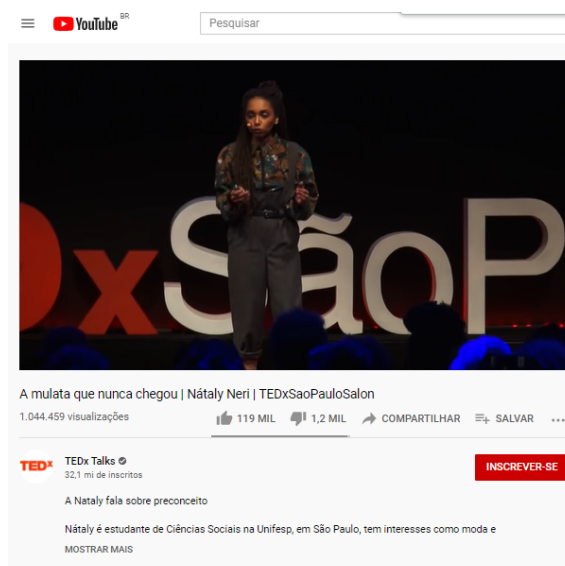 YouTube BR
Pesquisar
DxSãoP
A mulata que nunca chegou | Nátaly Neri | TEDxSaoPauloSalon
1.044.459 visualizações 119 MIL 1,2 MIL COMPARTILHAR SALVAR
TEDx
TEDx Talks
32,1 mi de inscritos
INSCREVER-SE
A Nataly fala sobre preconceito
Nátaly é estudante de Ciências Sociais na Unifesp, em São Paulo, tem interesses como moda e
MOSTRAR MAIS